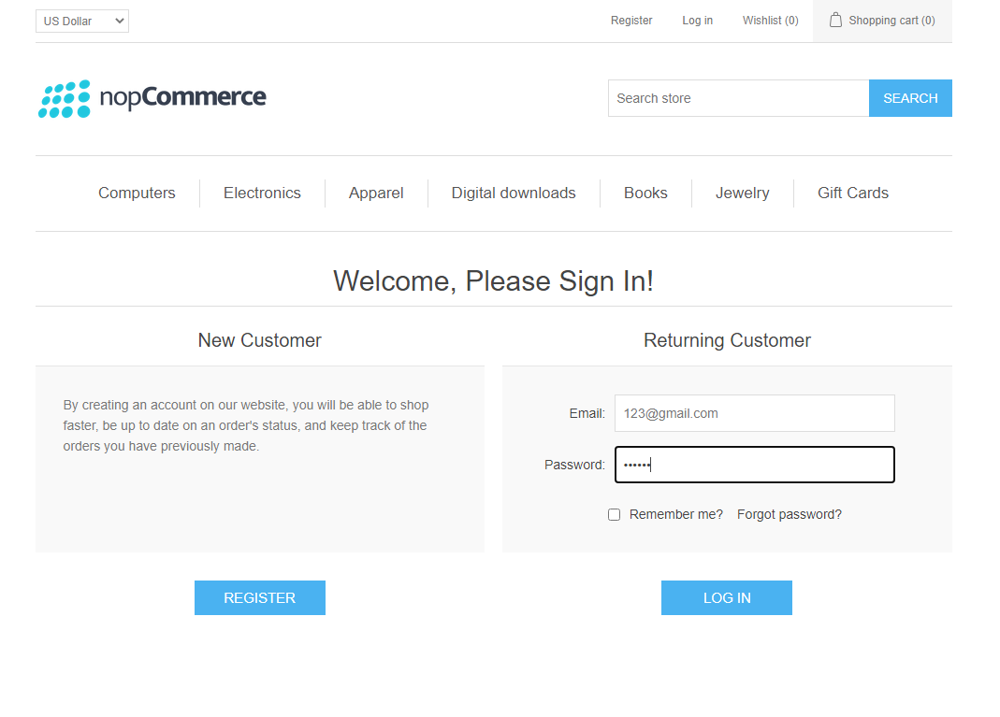 US Dollar
Register Log in Wishlist (0) Shopping cart (0)
nopCommerce
Search store SEARCH
Computers Electronics Apparel Digital downloads Books Jewelry Gift Cards
Welcome, Please Sign In!
New Customer
By creating an account on our website, you will be able to shop
faster, be up to date on an order's status, and keep track of the
orders you have previously made.
REGISTER
Returning Customer
Email: 123@gmail.com
Password: ••••••
Remember me? Forgot password?
LOG IN